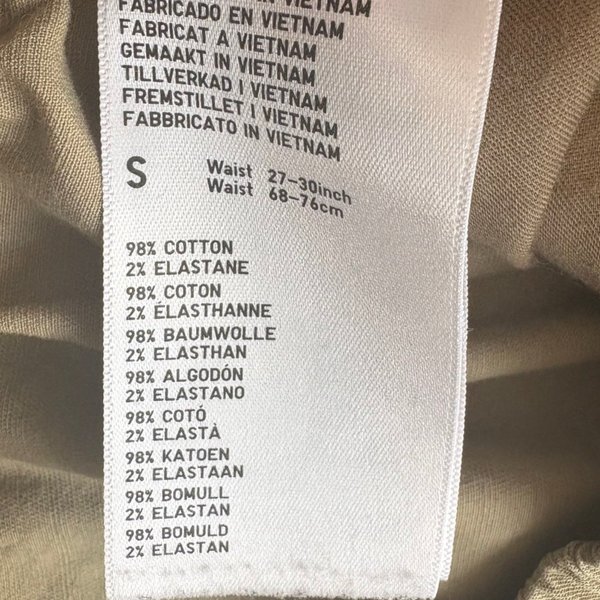 IN VIETNAM
FABRICADO EN VIETNAM
FABRICAT A VIETNAM
GEMAAKT IN VIETNAM
TILLVERKAD I VIETNAM
FREMSTILLET I VIETNAM
FABBRICATO IN VIETNAM
S Waist 27-30inch
Waist 68-76cm
98% COTTON
2% ELASTANE
98% COTON
2% ÉLASTHANNE
98% BAUMWOLLE
2% ELASTHAN
98% ALGODÓN
2% ELASTANO
98% COTÓ
2% ELASTÀ
98% KATOEN
2% ELASTAAN
98% BOMULL
2% ELASTAN
98% BOMULD
2% ELASTAN